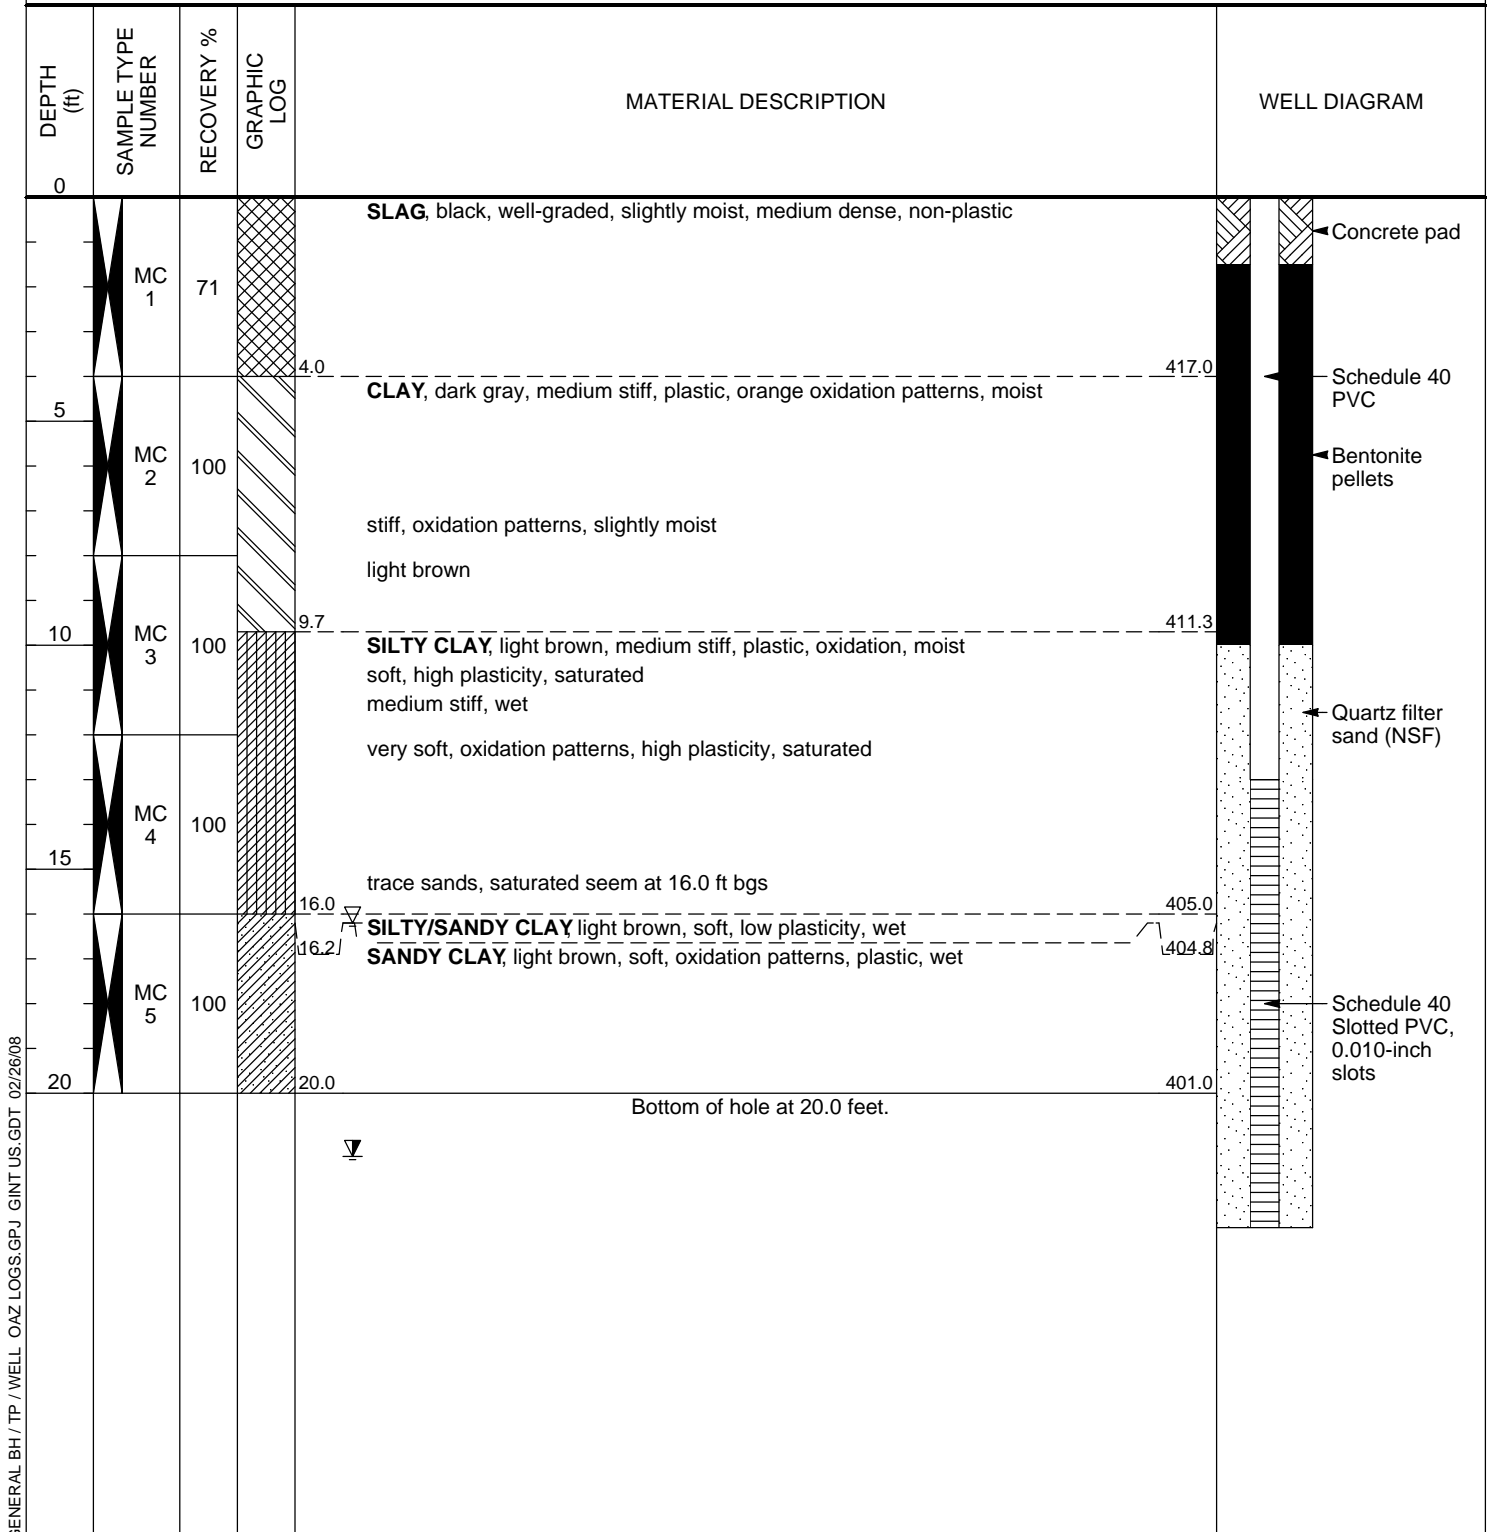 DEPTH
(ft)
SAMPLE TYPE
NUMBER
RECOVERY %
GRAPHIC
LOG
MATERIAL DESCRIPTION
WELL DIAGRAM
0
SLAG, black, well-graded, slightly moist, medium dense, non-plastic
Concrete pad
MC
1
71
4.0
417.0
Schedule 40
PVC
CLAY, dark gray, medium stiff, plastic, orange oxidation patterns, moist
5
MC
2
100
Bentonite
pellets
stiff, oxidation patterns, slightly moist
light brown
9.7
411.3
10
MC
3
100
SILTY CLAY, light brown, medium stiff, plastic, oxidation, moist
soft, high plasticity, saturated
medium stiff, wet
Quartz filter
sand (NSF)
very soft, oxidation patterns, high plasticity, saturated
MC
4
100
15
trace sands, saturated seem at 16.0 ft bgs
16.0
405.0
SILTY/SANDY CLAY, light brown, soft, low plasticity, wet
16.2
404.8
SANDY CLAY, light brown, soft, oxidation patterns, plastic, wet
MC
5
100
Schedule 40
Slotted PVC,
0.010-inch
slots
20
20.0
401.0
Bottom of hole at 20.0 feet.
GENERAL BH / TP / WELL OAZ LOGS.GPJ GINT US.GDT 02/26/08